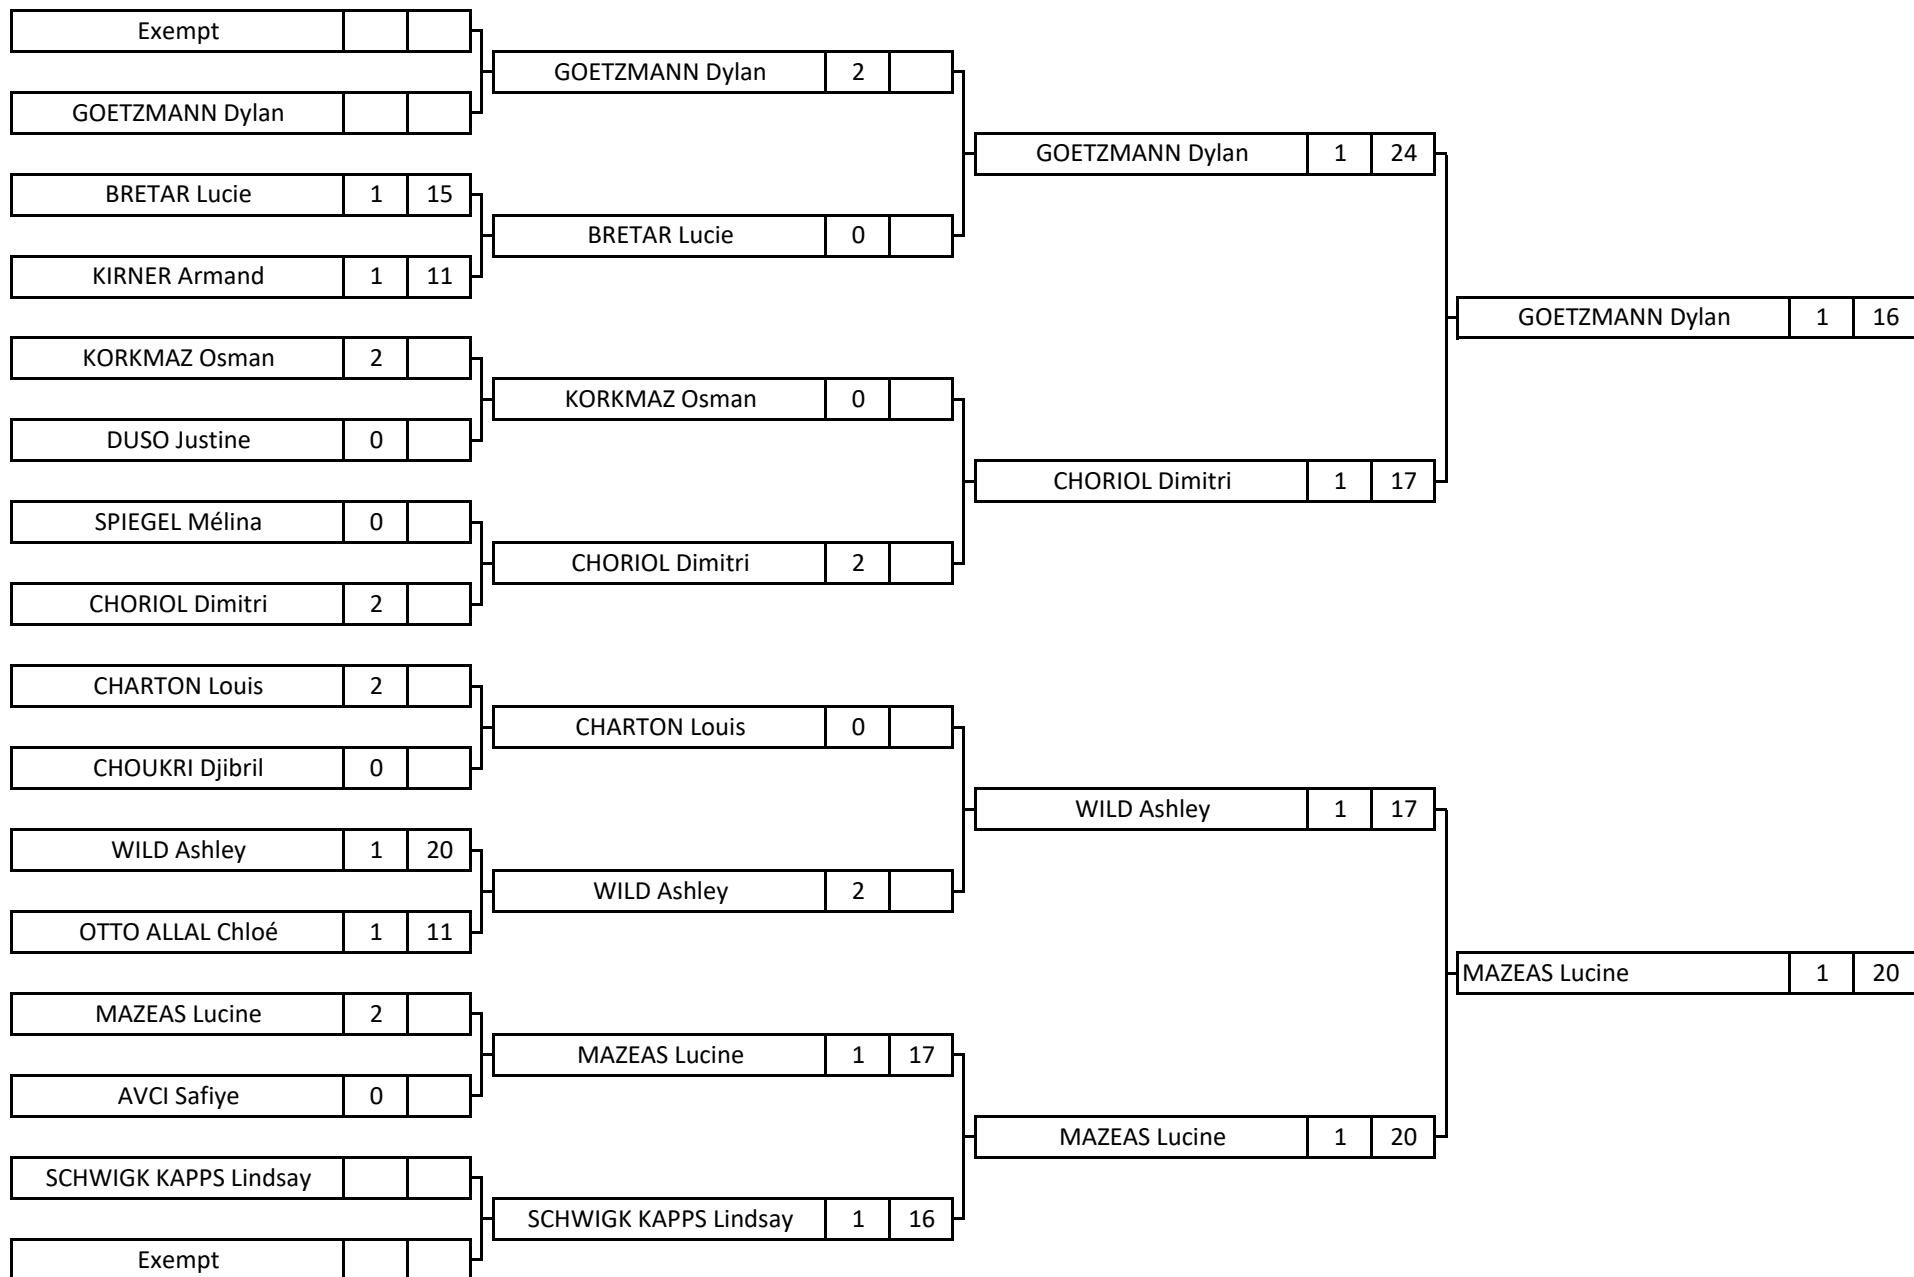 Exempt
GOETZMANN Dylan 2
GOETZMANN Dylan
GOETZMANN Dylan 1 24
BRETAR Lucie 1 15
BRETAR Lucie 0
KIRNER Armand 1 11
GOETZMANN Dylan 1 16
KORKMAZ Osman 2
KORKMAZ Osman 0
DUSO Justine 0
CHORIOL Dimitri 1 17
SPIEGEL Mélina 0
CHORIOL Dimitri 2
CHORIOL Dimitri 2
CHARTON Louis 2
CHARTON Louis 0
CHOUKRI Djibril 0
WILD Ashley 1 17
WILD Ashley 1 20
WILD Ashley 2
OTTO ALLAL Chloé 1 11
MAZEAS Lucine 1 20
MAZEAS Lucine 2
MAZEAS Lucine 1 17
AVCI Safiye 0
MAZEAS Lucine 1 20
SCHWIGK KAPPS Lindsay
SCHWIGK KAPPS Lindsay 1 16
Exempt